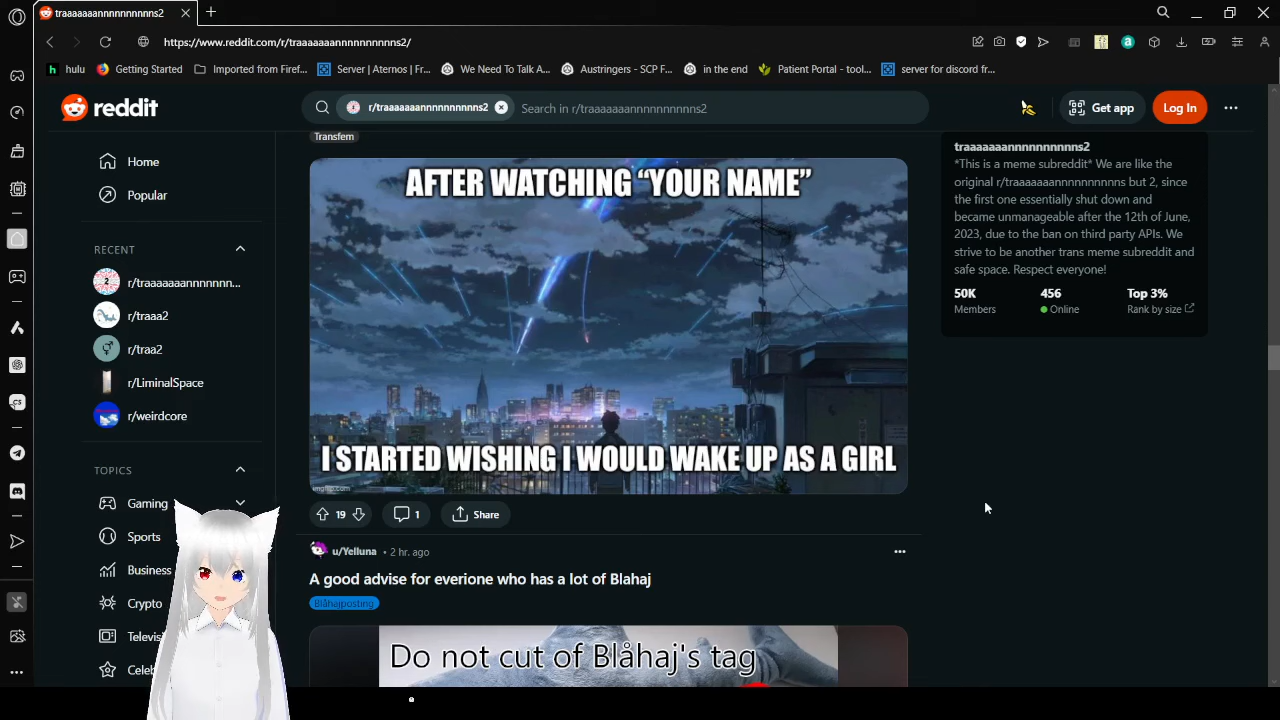 traaaaaaannnnnnnnnns2
https://www.reddit.com/r/traaaaaaannnnnnnnnns2/
hulu
Getting Started
Imported from Firef...
Server | Aternos | Fr...
We Need To Talk A...
Austringers - SCP F...
in the end
Patient Portal - tool...
server for discord fr...
reddit
r/traaaaaaannnnnnnnnns2
Search in r/traaaaaaannnnnnnnnns2
Get app
Log In
Home
Popular
RECENT
r/traaaaaaannnnnnn...
r/traaa2
r/traa2
r/LiminalSpace
r/weirdcore
TOPICS
Gaming
Sports
Business
Crypto
Televis
Celeb
Transfem
AFTER WATCHING “YOUR NAME”
I STARTED WISHING I WOULD WAKE UP AS A GIRL
imgflip.com
19
1
Share
u/Yelluna • 2 hr. ago
A good advise for everione who has a lot of Blahaj
Blåhajposting
Do not cut of Blåhaj's tag
traaaaaaannnnnnnnnns2
*This is a meme subreddit* We are like the
original r/traaaaaaannnnnnnnnns but 2, since
the first one essentially shut down and
became unmanageable after the 12th of June,
2023, due to the ban on third party APIs. We
strive to be another trans meme subreddit and
safe space. Respect everyone!
50K
456
Top 3%
Members
Online
Rank by size